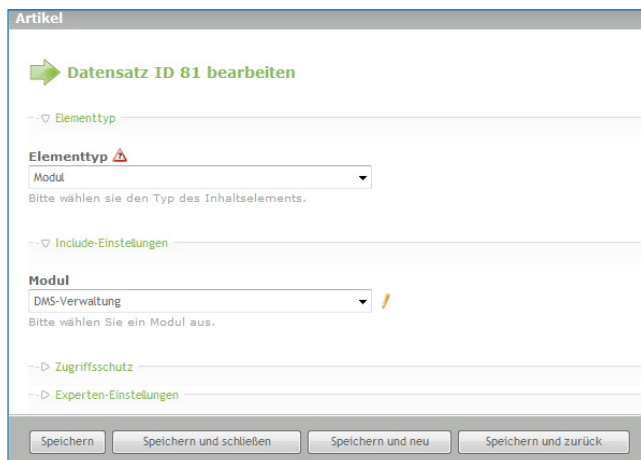 Artikel
Datensatz ID 81 bearbeiten
Elementtyp
Elementtyp
Modul
Bitte wählen sie den Typ des Inhaltselements.
Include-Einstellungen
Modul
DMS-Verwaltung
Bitte wählen Sie ein Modul aus.
Zugriffsschutz
Experten-Einstellungen
Speichern Speichern und schließen Speichern und neu Speichern und zurück